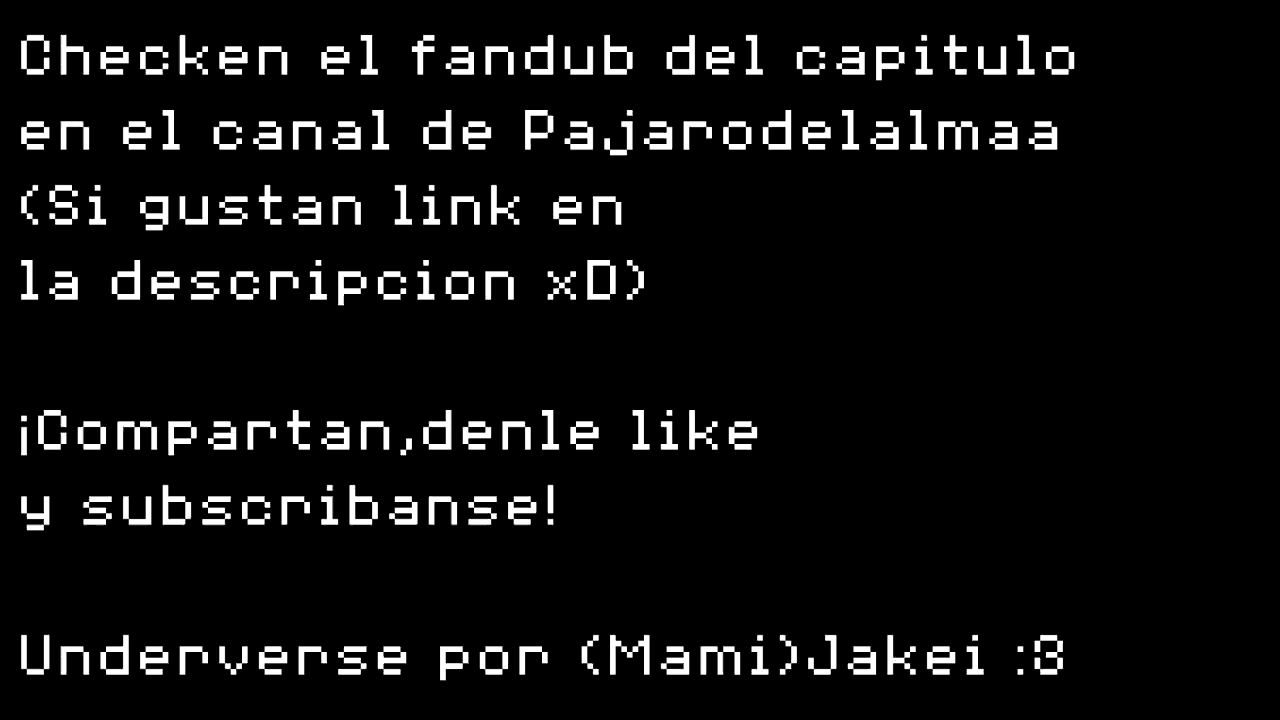 Checken el fandub del capitulo
en el canal de Pajarodelalmaa
(Si gustan link en
la descripcion xD)
¡Compartan,denle like
y subscribanse!
Underverse por (Mami)Jakei :3